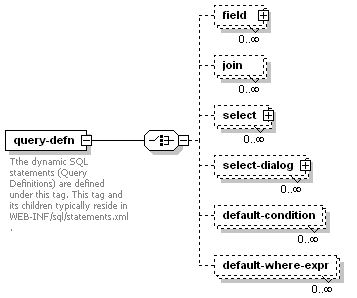 field
0..∞
join
0..∞
select
0..∞
query-defn
select-dialog
0..∞
Tthe dynamic SQL
statements (Query
Definitions) are defined
under this tag. This tag and
its children typically reside in
WEB-INF/sql/statements.xml
.
default-condition
0..∞
default-where-expr
0..∞